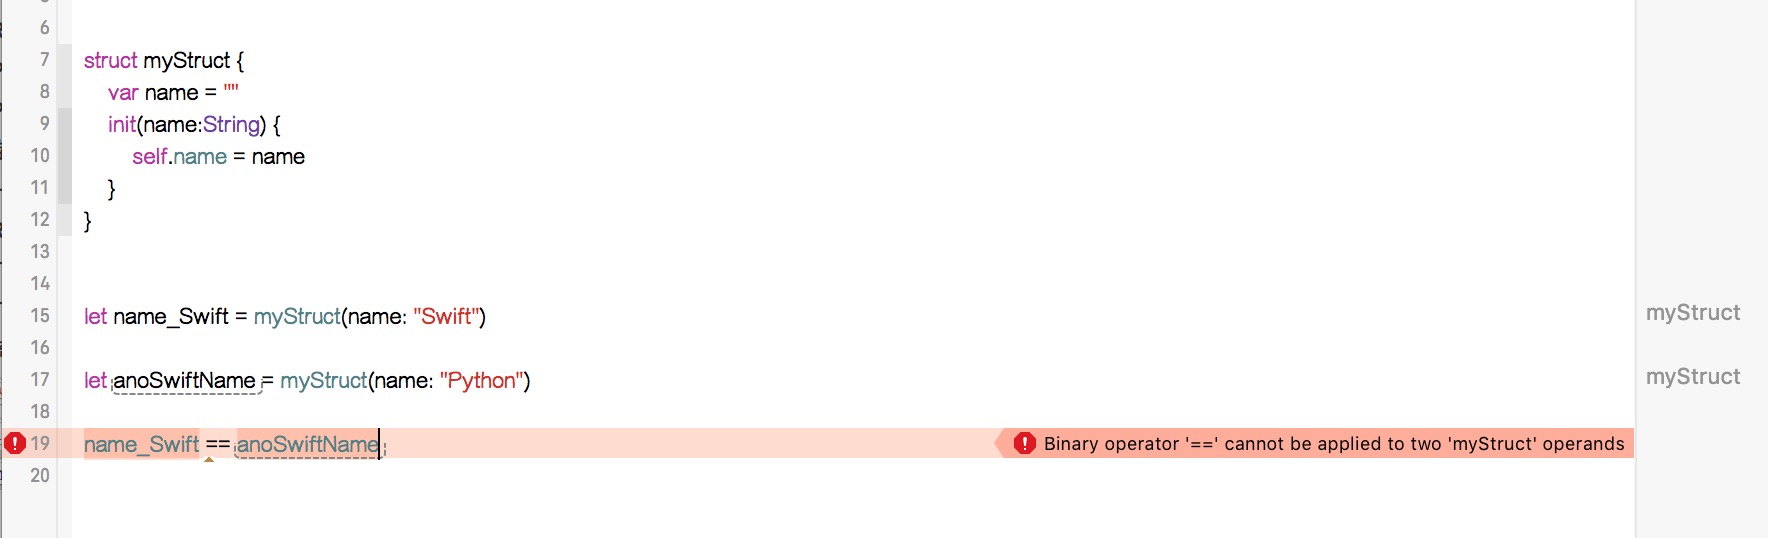 6
7 struct myStruct {
8 var name = ""
9 init(name:String) {
10 self.name = name
11 }
12 }
13
14
15 let name_Swift = myStruct(name: "Swift") myStruct
16
17 let anoSwiftName = myStruct(name: "Python") myStruct
18
19 name_Swift == anoSwiftName Binary operator '==' cannot be applied to two 'myStruct' operands
20